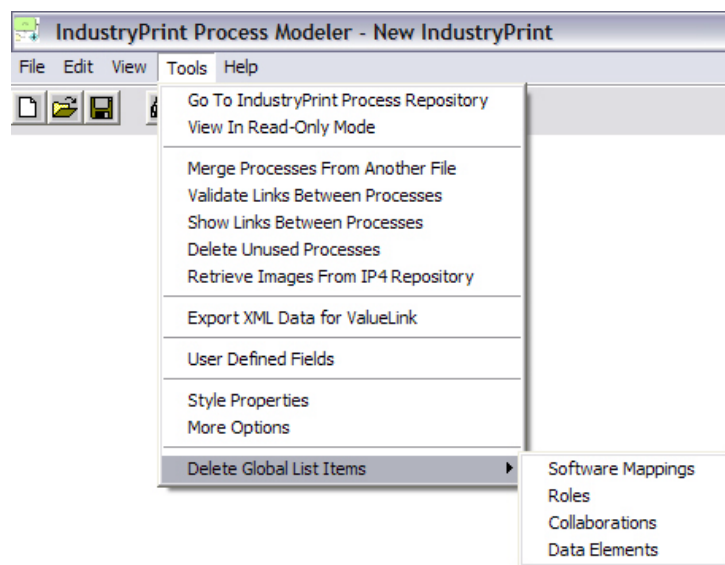 IndustryPrint Process Modeler - New IndustryPrint
File Edit View Tools Help
Go To IndustryPrint Process Repository
View In Read-Only Mode
Merge Processes From Another File
Validate Links Between Processes
Show Links Between Processes
Delete Unused Processes
Retrieve Images From IP4 Repository
Export XML Data for ValueLink
User Defined Fields
Style Properties
More Options
Delete Global List Items
Software Mappings
Roles
Collaborations
Data Elements